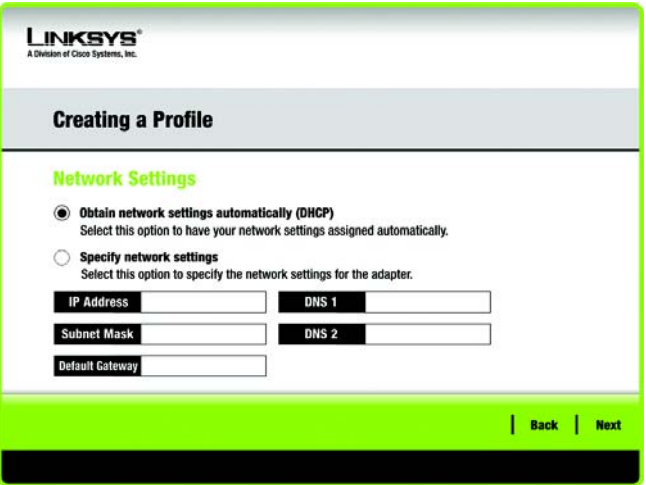 LINKSYS®
A Division of Cisco Systems, Inc.
Creating a Profile
Network Settings
Obtain network settings automatically (DHCP)
Select this option to have your network settings assigned automatically.
Specify network settings
Select this option to specify the network settings for the adapter.
IP Address DNS 1
Subnet Mask DNS 2
Default Gateway
Back Next